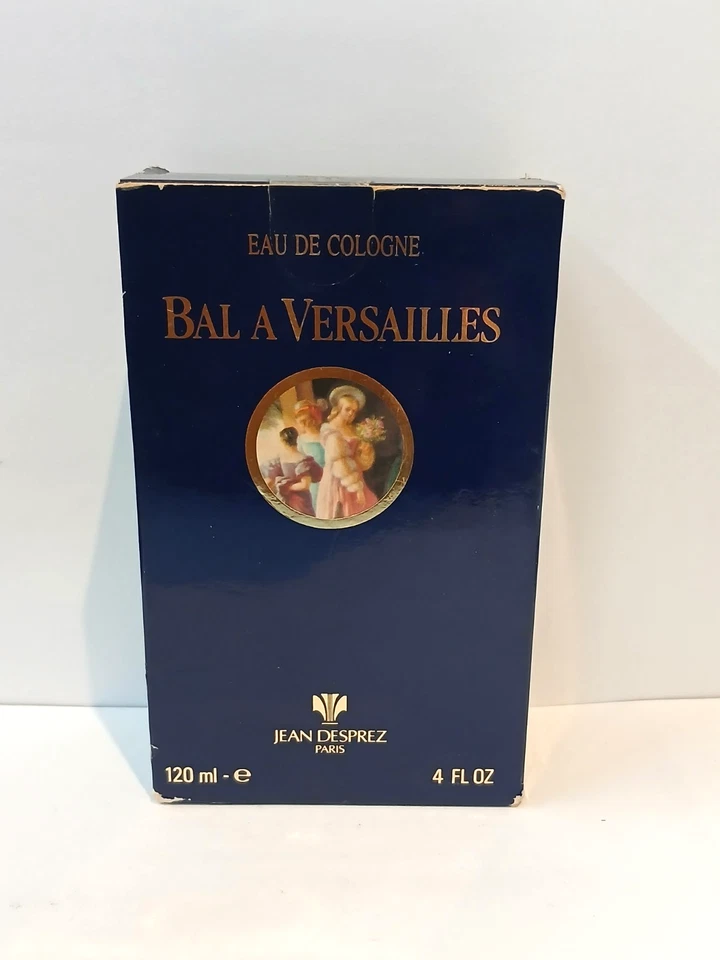 EAU DE COLOGNE
BAL A VERSAILLES
JEAN DESPREZ
PARIS
120 ml - e 4 FL OZ